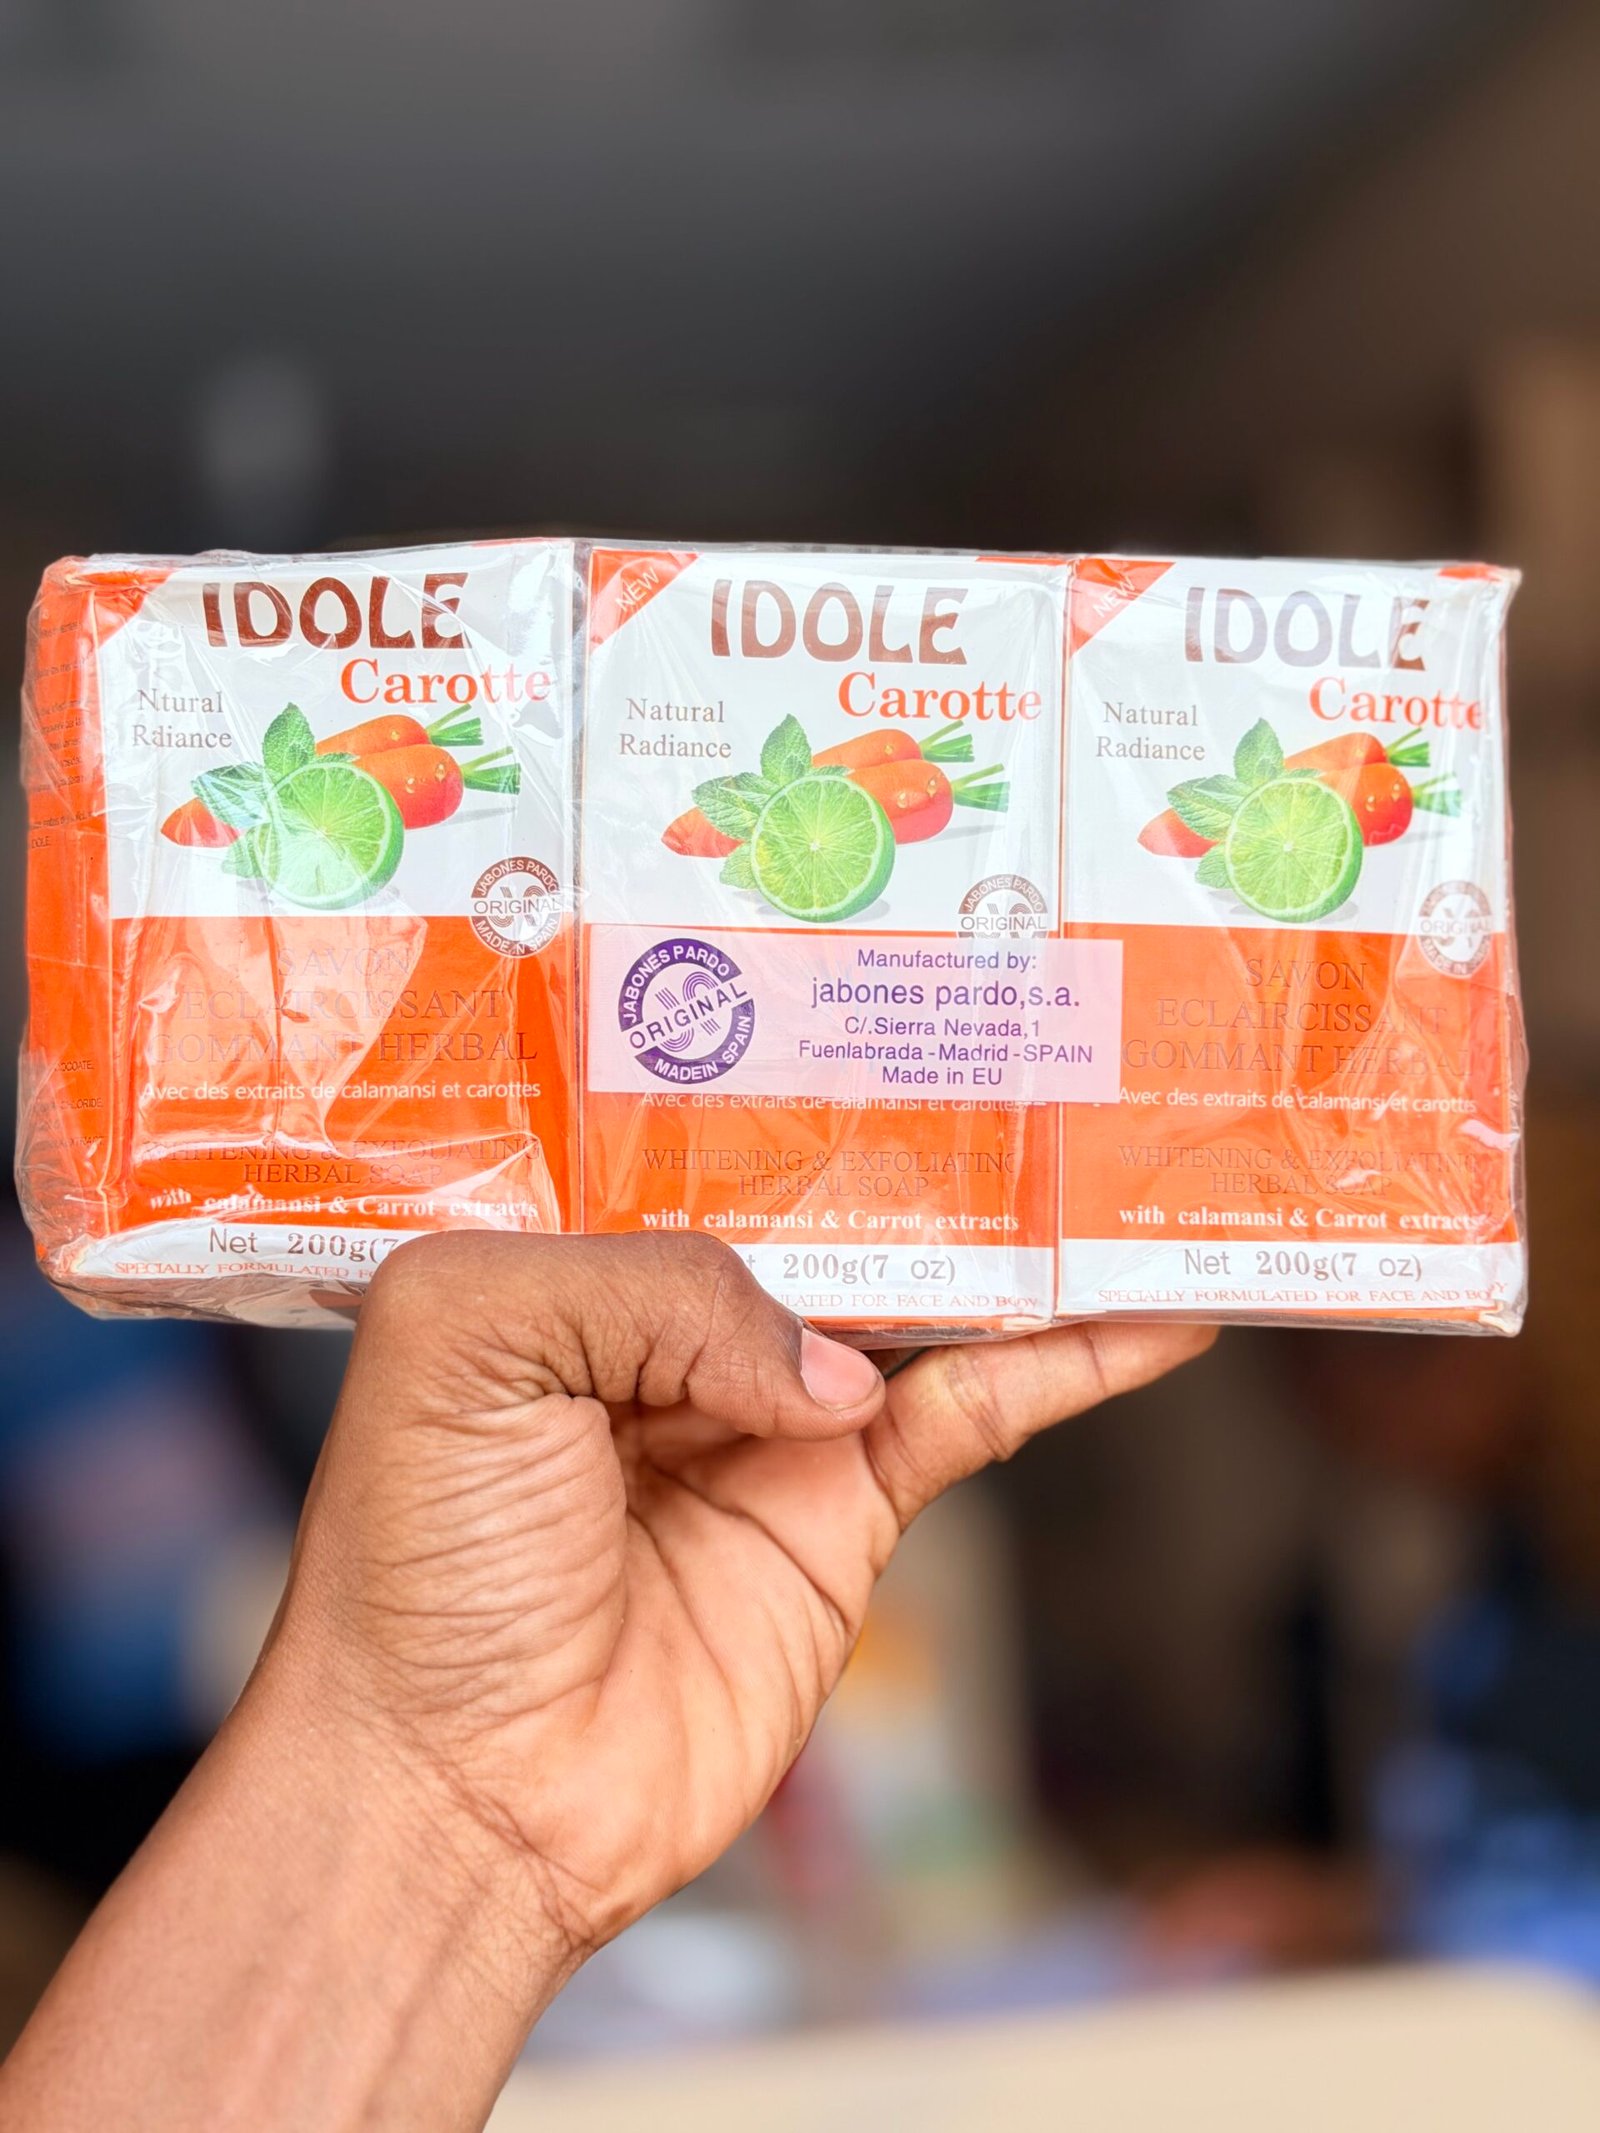 IDOLE
Carotte
Ntural
Rdiance
JABONES PARDO
ORIGINAL
MADE IN SPAIN
SAVON
ECLAIRCISSANT
GOMMANT HERBAL
Avec des extraits de calamansi et carottes
WHITENING & EXFOLIATING
HERBAL SOAP
with calamansi & Carrot extracts
Net 200g(7
SPECIALLY FORMULATED
NEW
IDOLE
Carotte
Natural
Radiance
JABONES PARDO
ORIGINAL
JABONES PARDO
ORIGINAL
MADEIN SPAIN
Manufactured by:
jabones pardo,s.a.
C/.Sierra Nevada,1
Fuenlabrada-Madrid-SPAIN
Made in EU
Avec des extraits de calamansi et carottes
WHITENING & EXFOLIATING
HERBAL SOAP
with calamansi & Carrot extracts
200g(7 oz)
FOR FACE AND BODY
NEW
IDOLE
Carotte
Natural
Radiance
JABONES PARDO
ORIGINAL
MADE IN SPAIN
SAVON
ECLAIRCISSANT
GOMMANT HERBAL
Avec des extraits de calamansi et carottes
WHITENING & EXFOLIATING
HERBAL SOAP
with calamansi & Carrot extracts
Net 200g(7 oz)
SPECIALLY FORMULATED FOR FACE AND BODY